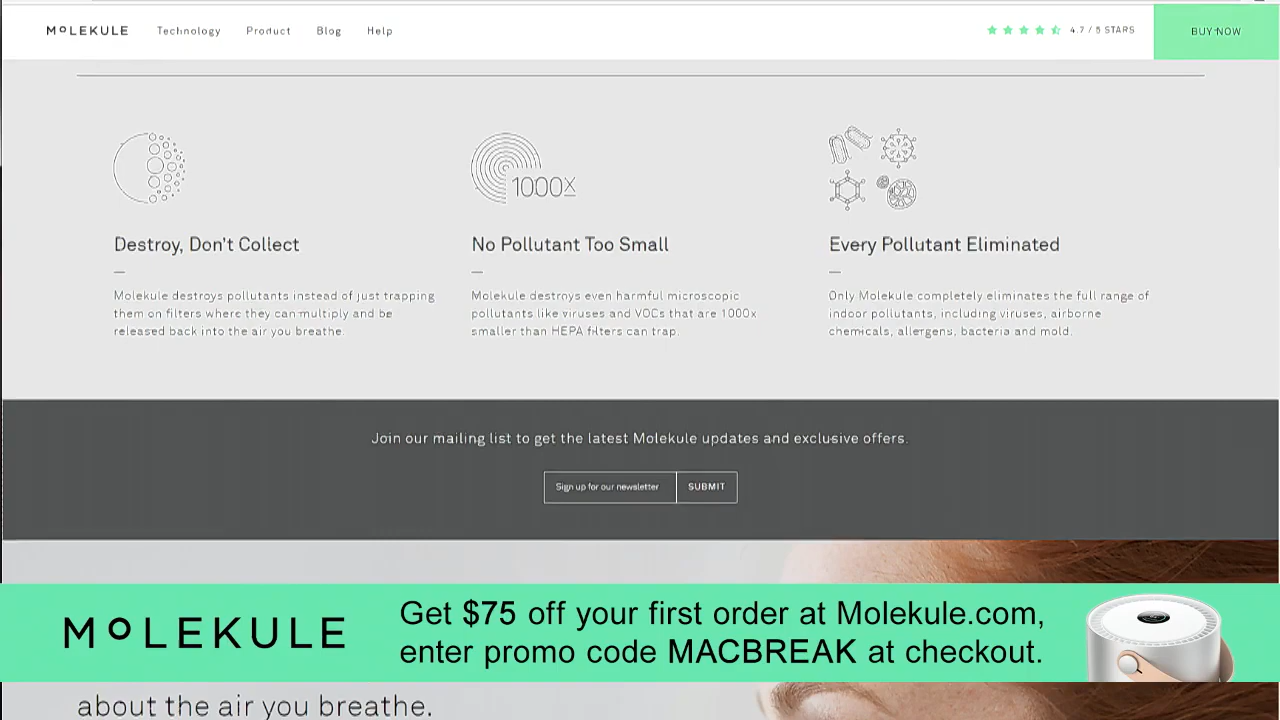 MOLEKULE Technology Product Blog Help 4.7 / 5 STARS BUY NOW
1000X
Destroy, Don't Collect
Molekule destroys pollutants instead of just trapping
them on filters where they can multiply and be
released back into the air you breathe.
No Pollutant Too Small
Molekule destroys even harmful microscopic
pollutants like viruses and VOCs that are 1000x
smaller than HEPA filters can trap.
Every Pollutant Eliminated
Only Molekule completely eliminates the full range of
indoor pollutants, including viruses, airborne
chemicals, allergens, bacteria and mold.
Join our mailing list to get the latest Molekule updates and exclusive offers.
Sign up for our newsletter SUBMIT
MOLEKULE
Get $75 off your first order at Molekule.com,
enter promo code MACBREAK at checkout.
about the air you breathe.